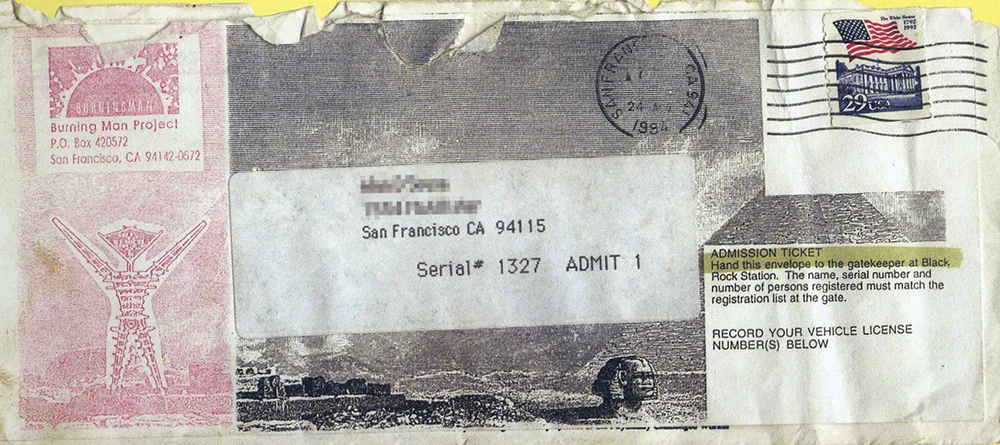 BURNINGMAN
Burning Man Project
P.O. Box 420572
San Francisco, CA 94142-0572
SAN FRANC
CA 941
24
1994
The White House
1792
1992
29 USA
San Francisco CA 94115
Serial# 1327 ADMIT 1
ADMISSION TICKET
Hand this envelope to the gatekeeper at Black
Rock Station. The name, serial number and
number of persons registered must match the
registration list at the gate.
RECORD YOUR VEHICLE LICENSE
NUMBER(S) BELOW